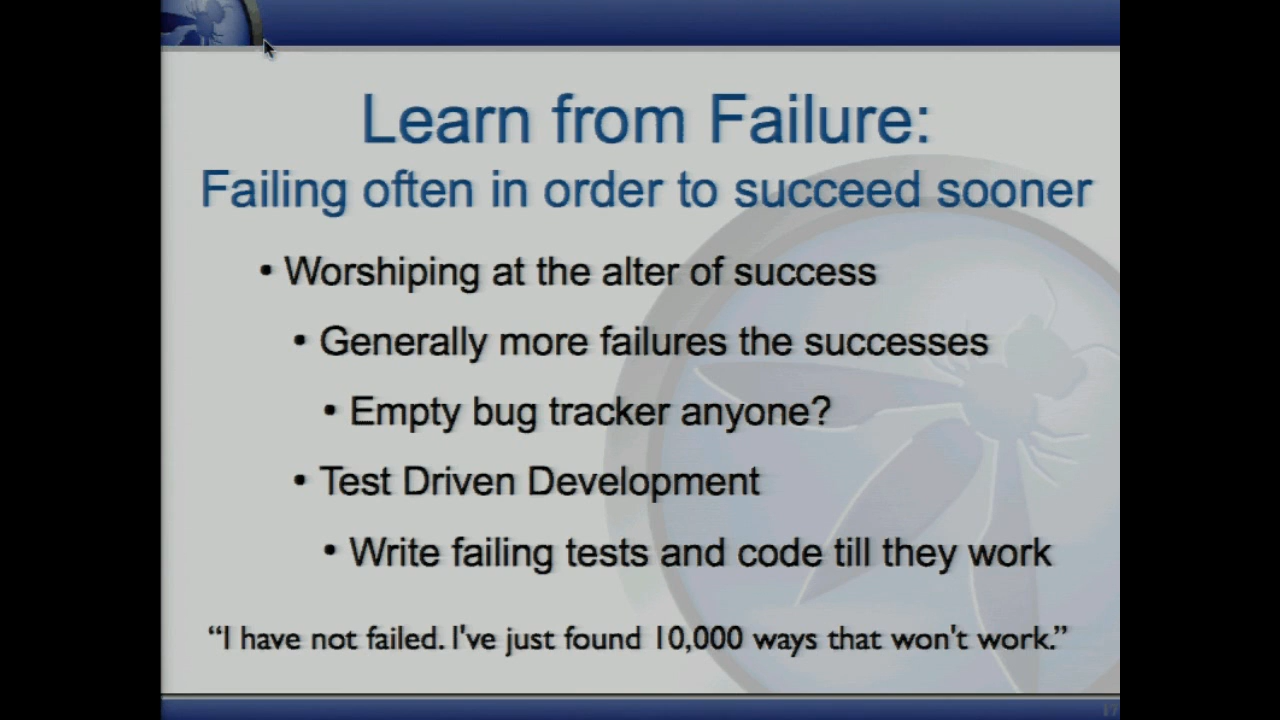 Learn from Failure:
Failing often in order to succeed sooner
• Worshiping at the alter of success
• Generally more failures the successes
• Empty bug tracker anyone?
• Test Driven Development
• Write failing tests and code till they work
“I have not failed. I've just found 10,000 ways that won't work.”
17